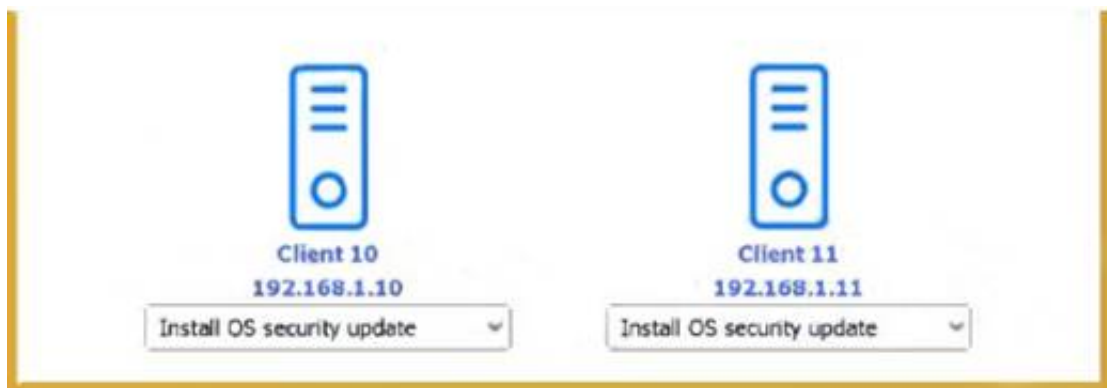 Client 10
192.168.1.10
Install OS security update
Client 11
192.168.1.11
Install OS security update